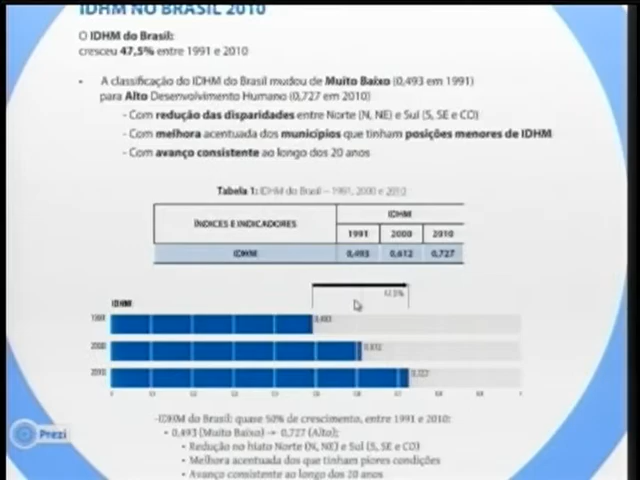 IDHM NO BRASIL 2010
O IDHM do Brasil:
cresceu 47,5% entre 1991 e 2010
• A classificação do IDHM do Brasil mudou de Muito Baixo (0,493 em 1991)
para Alto Desenvolvimento Humano (0,727 em 2010)
- Com redução das disparidades entre Norte (N, NE) e Sul (S, SE e CO)
- Com melhora acentuada dos municípios que tinham posições menores de IDHM
- Com avanço consistente ao longo dos 20 anos
Tabela 1: IDHM do Brasil – 1991, 2000 e 2010
ÍNDICES E INDICADORES
IDHM
1991 2000 2010
IDHM 0,493 0,612 0,727
47,5%
IDHM
1991 0,493
2000 0,612
2010 0,727
-IDHM do Brasil: quase 50% de crescimento, entre 1991 e 2010:
• 0,493 (Muito Baixo) → 0,727 (Alto);
• Redução no hiato Norte (N, NE) e Sul (S, SE e CO)
• Melhora acentuada dos que tinham piores condições
• Avanço consistente ao longo dos 20 anos
Prezi